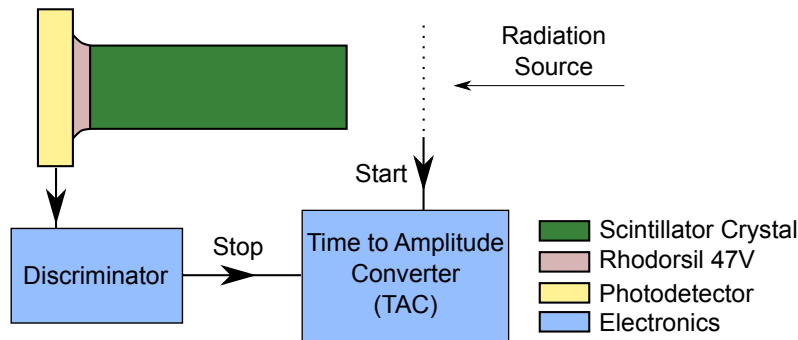 Radiation
Source
Start
Stop
Discriminator
Time to Amplitude
Converter
(TAC)
Scintillator Crystal
Rhodorsil 47V
Photodetector
Electronics